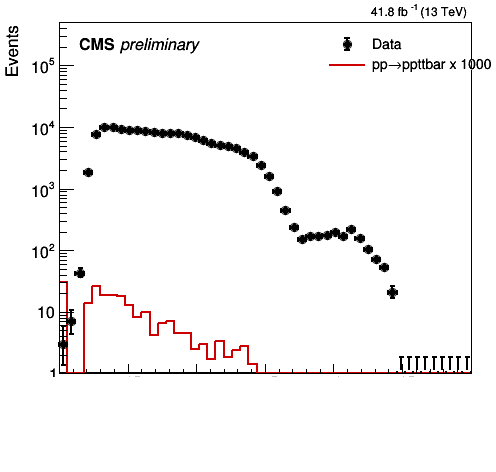 41.8 fb⁻¹ (13 TeV)
Events
CMS preliminary
Data
pp→ppttbar x 1000
10⁵
10⁴
10³
10²
10
1